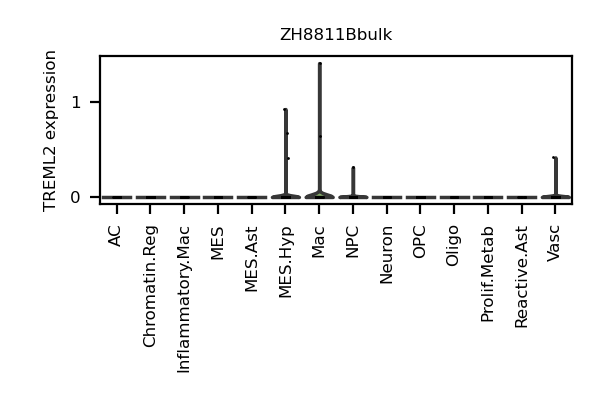 ZH8811Bbulk
TREML2 expression
1
0
AC
Chromatin.Reg
Inflammatory.Mac
MES
MES.Ast
MES.Hyp
Mac
NPC
Neuron
OPC
Oligo
Prolif.Metab
Reactive.Ast
Vasc